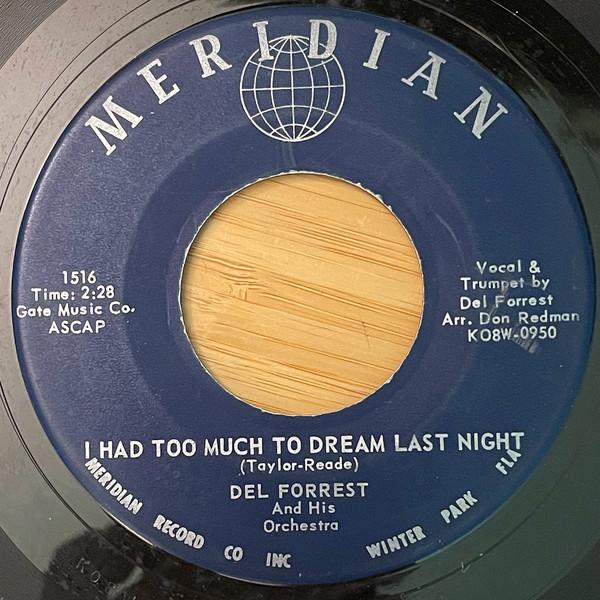 MERIDIAN
1516
Time: 2:28
Gate Music Co.
ASCAP
Vocal &
Trumpet by
Del Forrest
Arr. Don Redman
KO8W-0950
I HAD TOO MUCH TO DREAM LAST NIGHT
(Taylor-Reade)
DEL FORREST
And His
Orchestra
MERIDIAN RECORD CO INC WINTER PARK FLA